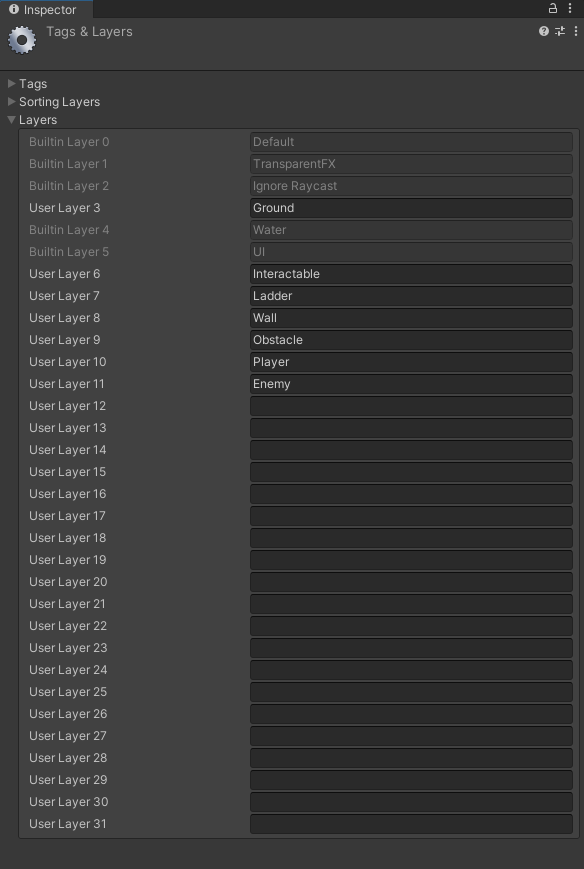 Inspector
Tags & Layers
Tags
Sorting Layers
Layers
Builtin Layer 0 Default
Builtin Layer 1 TransparentFX
Builtin Layer 2 Ignore Raycast
User Layer 3 Ground
Builtin Layer 4 Water
Builtin Layer 5 UI
User Layer 6 Interactable
User Layer 7 Ladder
User Layer 8 Wall
User Layer 9 Obstacle
User Layer 10 Player
User Layer 11 Enemy
User Layer 12
User Layer 13
User Layer 14
User Layer 15
User Layer 16
User Layer 17
User Layer 18
User Layer 19
User Layer 20
User Layer 21
User Layer 22
User Layer 23
User Layer 24
User Layer 25
User Layer 26
User Layer 27
User Layer 28
User Layer 29
User Layer 30
User Layer 31